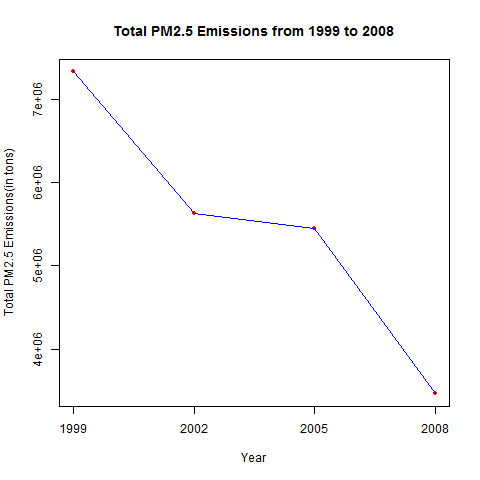 Total PM2.5 Emissions from 1999 to 2008
Total PM2.5 Emissions(in tons)
7e+06
6e+06
5e+06
4e+06
1999 2002 2005 2008
Year